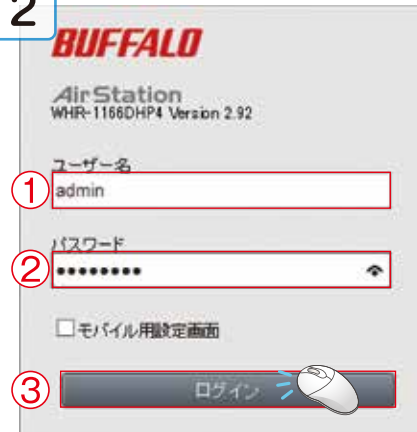 2
BUFFALO
AirStation
WHR-1166DHP4 Version 2.92
ユーザー名
① admin
パスワード
② ••••••••
モバイル用設定画面
③ ログイン